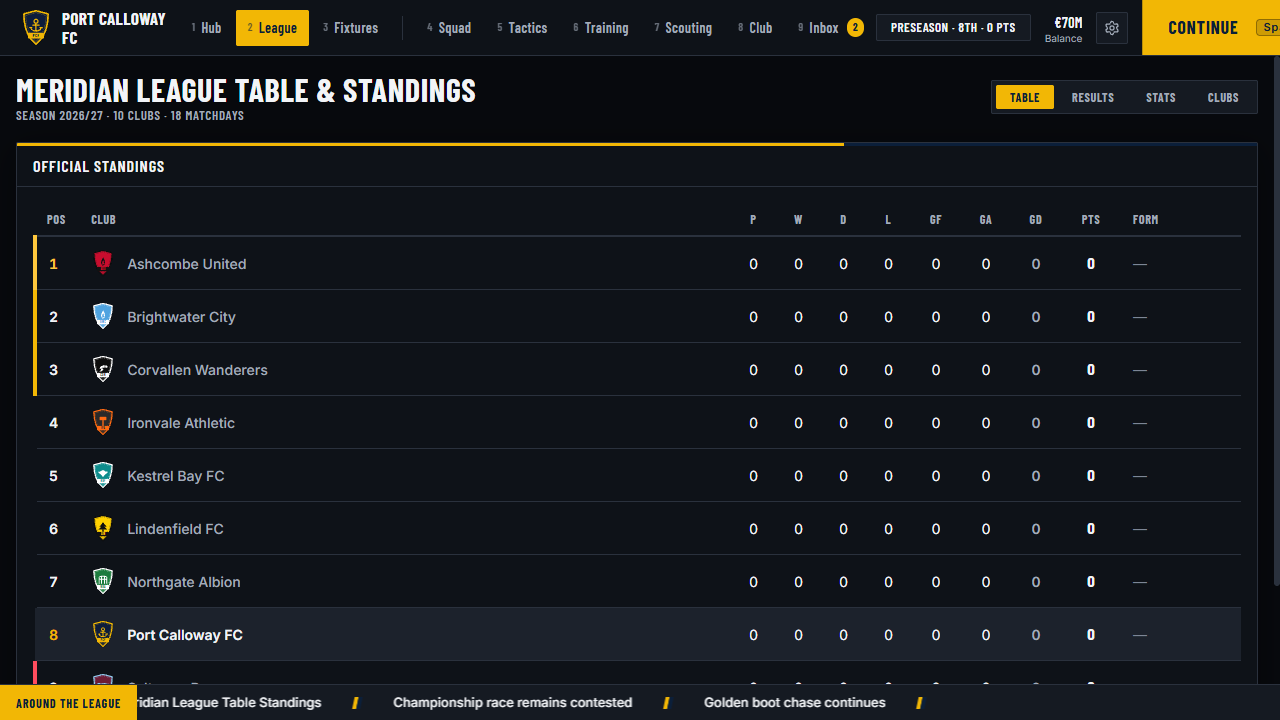 PORT CALLOWAY FC
1 Hub
2 League
3 Fixtures
4 Squad
5 Tactics
6 Training
7 Scouting
8 Club
9 Inbox 2
PRESEASON · 8TH · 0 PTS
€70M
Balance
CONTINUE
MERIDIAN LEAGUE TABLE & STANDINGS
SEASON 2026/27 · 10 CLUBS · 18 MATCHDAYS
TABLE RESULTS STATS CLUBS
OFFICIAL STANDINGS
POS CLUB P W D L GF GA GD PTS FORM
1 Ashcombe United 0 0 0 0 0 0 0 0 —
2 Brightwater City 0 0 0 0 0 0 0 0 —
3 Corvallen Wanderers 0 0 0 0 0 0 0 0 —
4 Ironvale Athletic 0 0 0 0 0 0 0 0 —
5 Kestrel Bay FC 0 0 0 0 0 0 0 0 —
6 Lindenfield FC 0 0 0 0 0 0 0 0 —
7 Northgate Albion 0 0 0 0 0 0 0 0 —
8 Port Calloway FC 0 0 0 0 0 0 0 0 —
AROUND THE LEAGUE
ridian League Table Standings / Championship race remains contested / Golden boot chase continues /